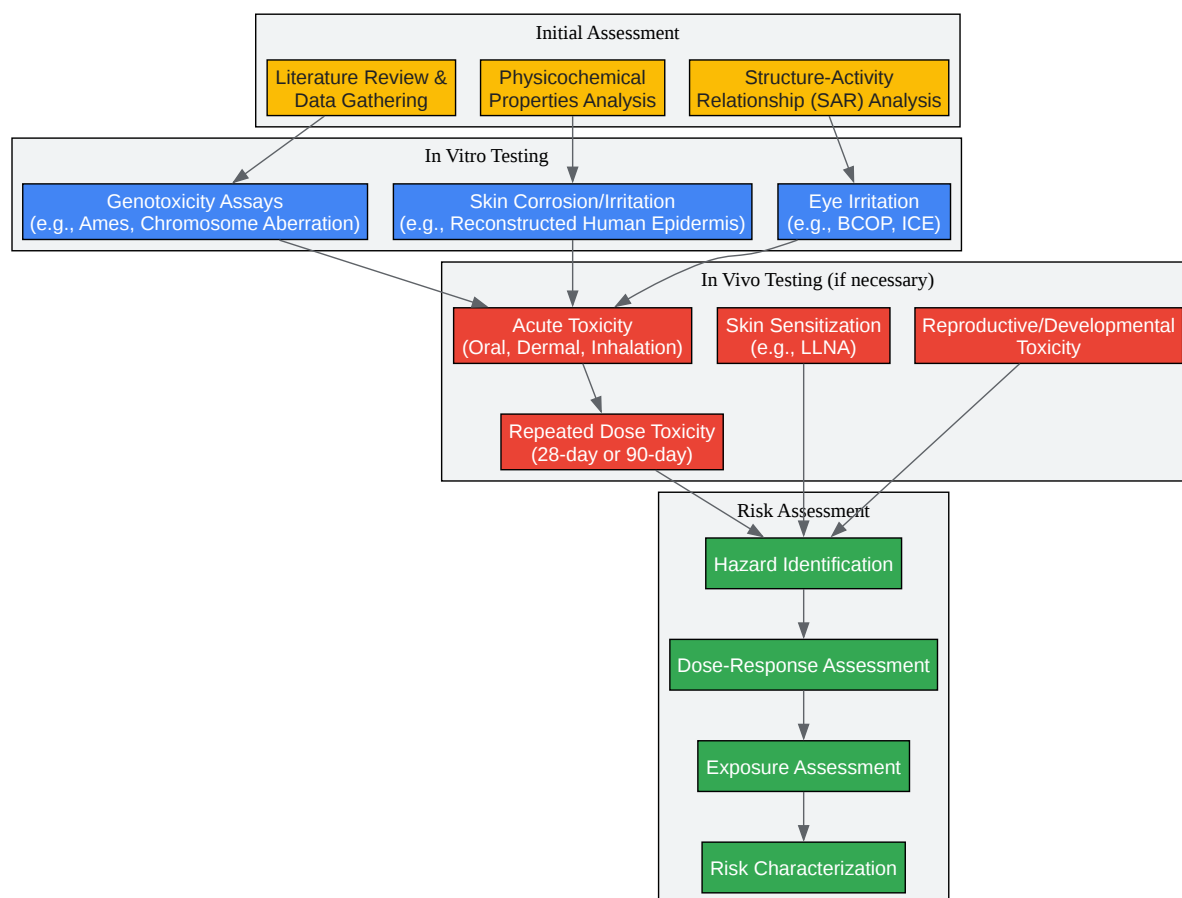 Initial Assessment
Literature Review &
Data Gathering
Physicochemical
Properties Analysis
Structure-Activity
Relationship (SAR) Analysis
In Vitro Testing
Genotoxicity Assays
(e.g., Ames, Chromosome Aberration)
Skin Corrosion/Irritation
(e.g., Reconstructed Human Epidermis)
Eye Irritation
(e.g., BCOP, ICE)
In Vivo Testing (if necessary)
Acute Toxicity
(Oral, Dermal, Inhalation)
Skin Sensitization
(e.g., LLNA)
Reproductive/Developmental
Toxicity
Repeated Dose Toxicity
(28-day or 90-day)
Risk Assessment
Hazard Identification
Dose-Response Assessment
Exposure Assessment
Risk Characterization